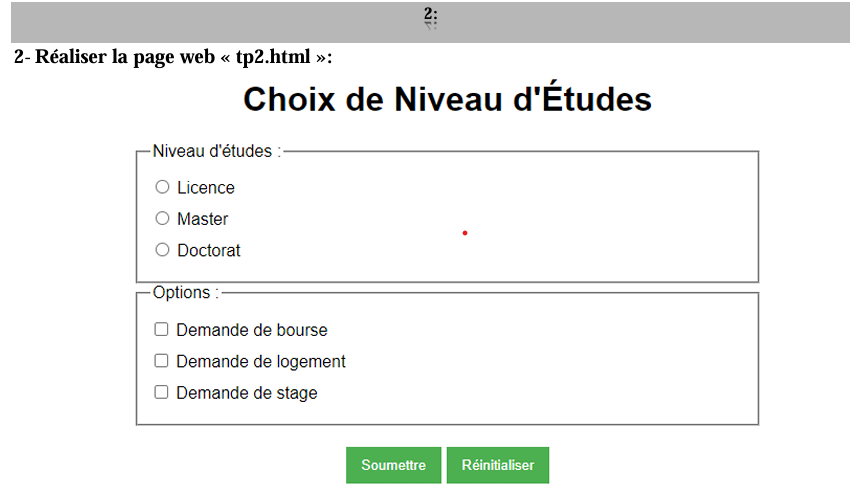 2:
2- Réaliser la page web « tp2.html »:
Choix de Niveau d'Études
Niveau d'études :
Licence
Master
Doctorat
Options :
Demande de bourse
Demande de logement
Demande de stage
Soumettre Réinitialiser